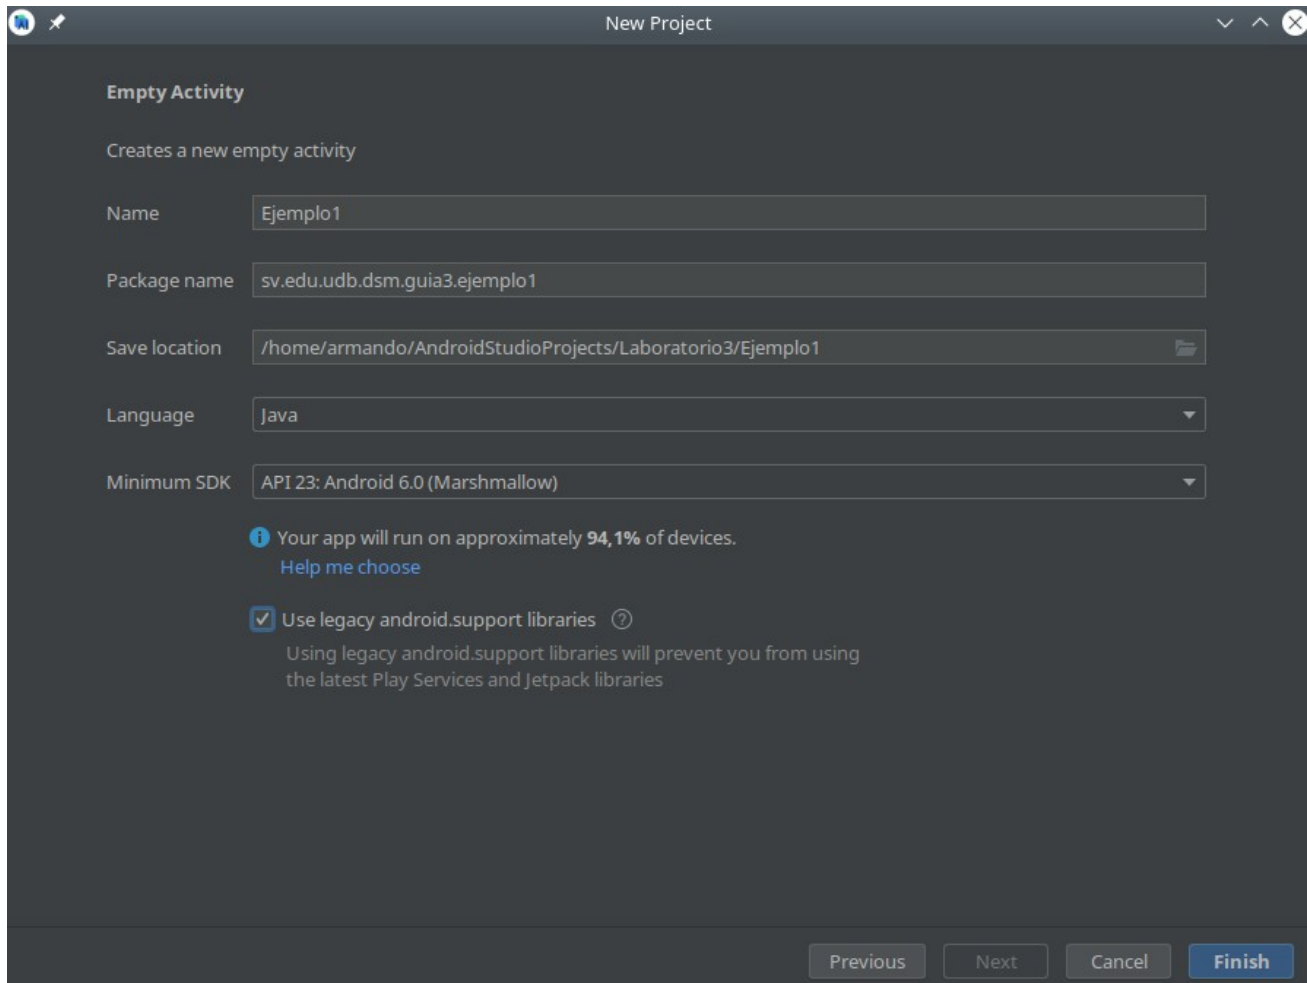 New Project
Empty Activity
Creates a new empty activity
Name Ejemplo1
Package name sv.edu.udb.dsm.guia3.ejemplo1
Save location /home/armando/AndroidStudioProjects/Laboratorio3/Ejemplo1
Language Java
Minimum SDK API 23: Android 6.0 (Marshmallow)
Your app will run on approximately 94,1% of devices.
Help me choose
Use legacy android.support libraries
Using legacy android.support libraries will prevent you from using
the latest Play Services and Jetpack libraries
Previous Next Cancel Finish